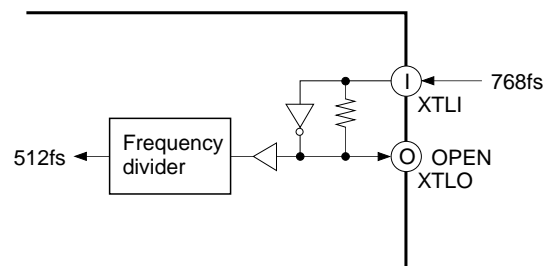 I
768fs
XTLI
Frequency
divider
512fs
O
OPEN
XTLO